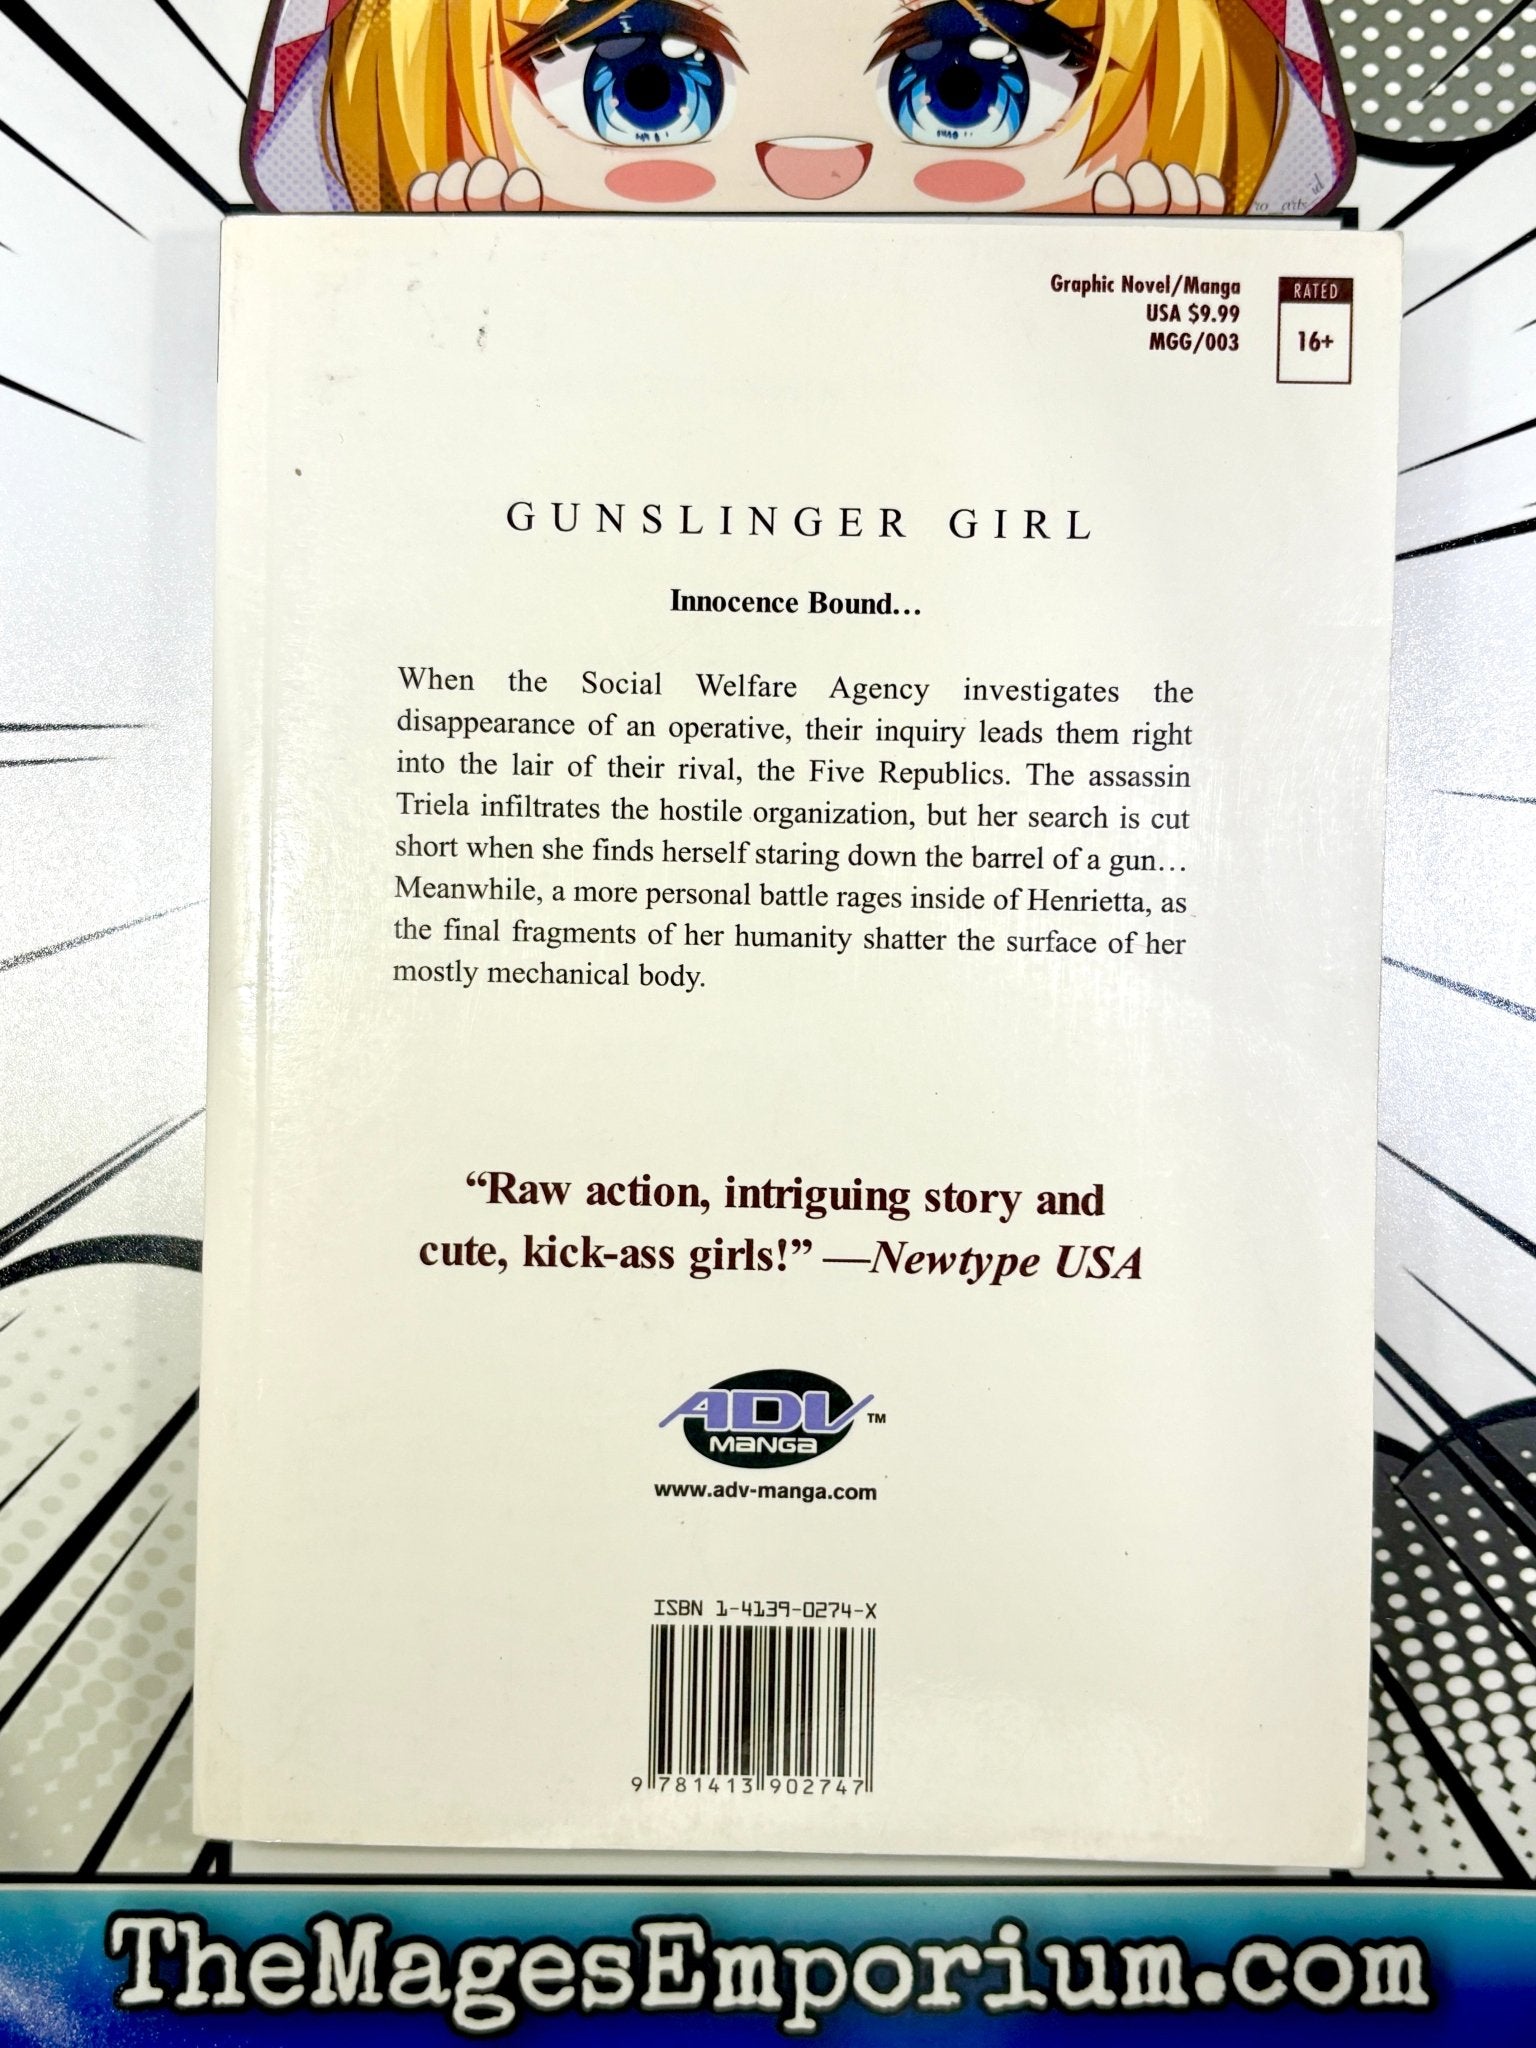 ro_arts_id
Graphic Novel/Manga
USA $9.99
MGG/003
RATED
16+
GUNSLINGER GIRL
Innocence Bound...
When the Social Welfare Agency investigates the
disappearance of an operative, their inquiry leads them right
into the lair of their rival, the Five Republics. The assassin
Triela infiltrates the hostile organization, but her search is cut
short when she finds herself staring down the barrel of a gun...
Meanwhile, a more personal battle rages inside of Henrietta, as
the final fragments of her humanity shatter the surface of her
mostly mechanical body.
“Raw action, intriguing story and
cute, kick-ass girls!” —Newtype USA
ADV ™
MANGA
www.adv-manga.com
ISBN 1-4139-0274-X
9 781413 902747
TheMagesEmporium.com